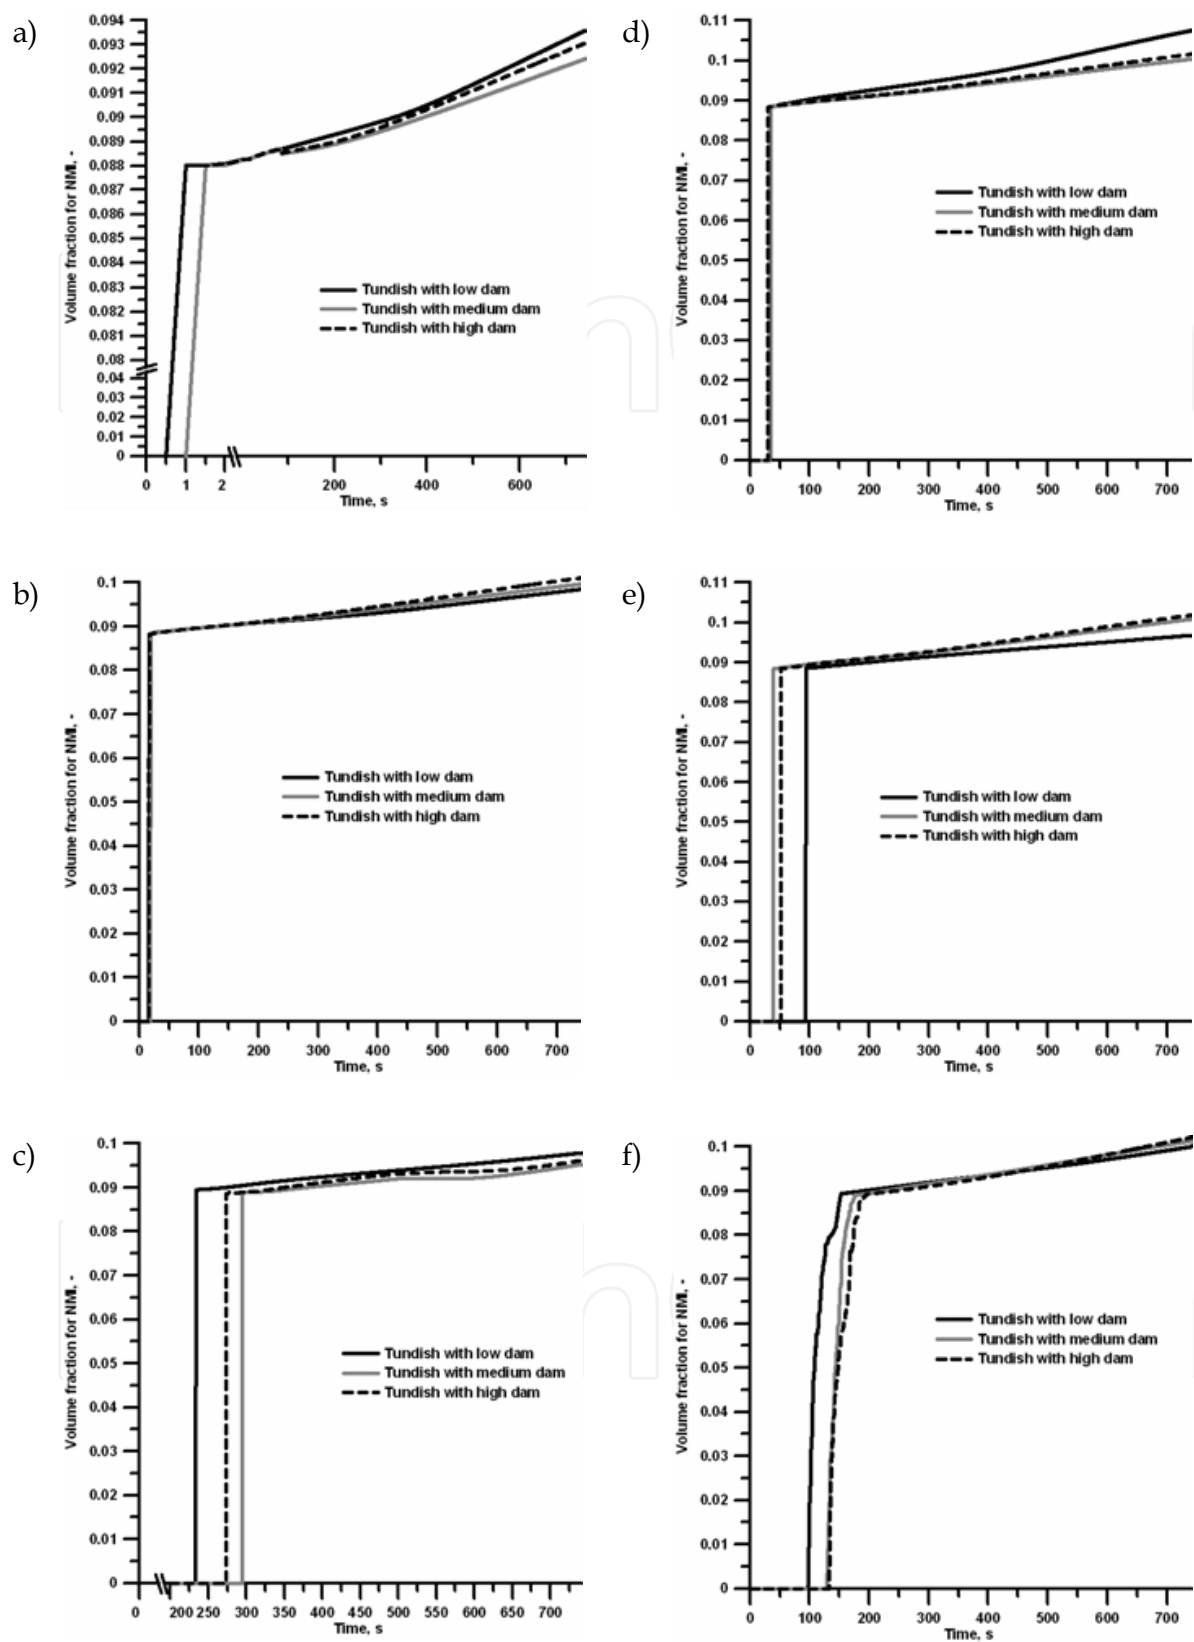 a)
0.094
0.093
0.092
0.091
0.09
0.089
0.088
0.087
0.086
0.085
0.084
0.083
0.082
0.081
0.08
0.04
0.03
0.02
0.01
0
Volume fraction for NMI, -
Tundish with low dam
Tundish with medium dam
Tundish with high dam
0 1 2 200 400 600
Time, s
d)
0.11
0.1
0.09
0.08
0.07
0.06
0.05
0.04
0.03
0.02
0.01
0
Volume fraction for NMI, -
Tundish with low dam
Tundish with medium dam
Tundish with high dam
0 100 200 300 400 500 600 700
Time, s
b)
0.1
0.09
0.08
0.07
0.06
0.05
0.04
0.03
0.02
0.01
0
Volume fraction for NMI, -
Tundish with low dam
Tundish with medium dam
Tundish with high dam
0 100 200 300 400 500 600 700
Time, s
e)
0.11
0.1
0.09
0.08
0.07
0.06
0.05
0.04
0.03
0.02
0.01
0
Volume fraction for NMI, -
Tundish with low dam
Tundish with medium dam
Tundish with high dam
0 100 200 300 400 500 600 700
Time, s
c)
0.1
0.09
0.08
0.07
0.06
0.05
0.04
0.03
0.02
0.01
0
Volume fraction for NMI, -
Tundish with low dam
Tundish with medium dam
Tundish with high dam
0 200 250 300 350 400 450 500 550 600 650 700
Time, s
f)
0.1
0.09
0.08
0.07
0.06
0.05
0.04
0.03
0.02
0.01
0
Volume fraction for NMI, -
Tundish with low dam
Tundish with medium dam
Tundish with high dam
0 100 200 300 400 500 600 700
Time, s